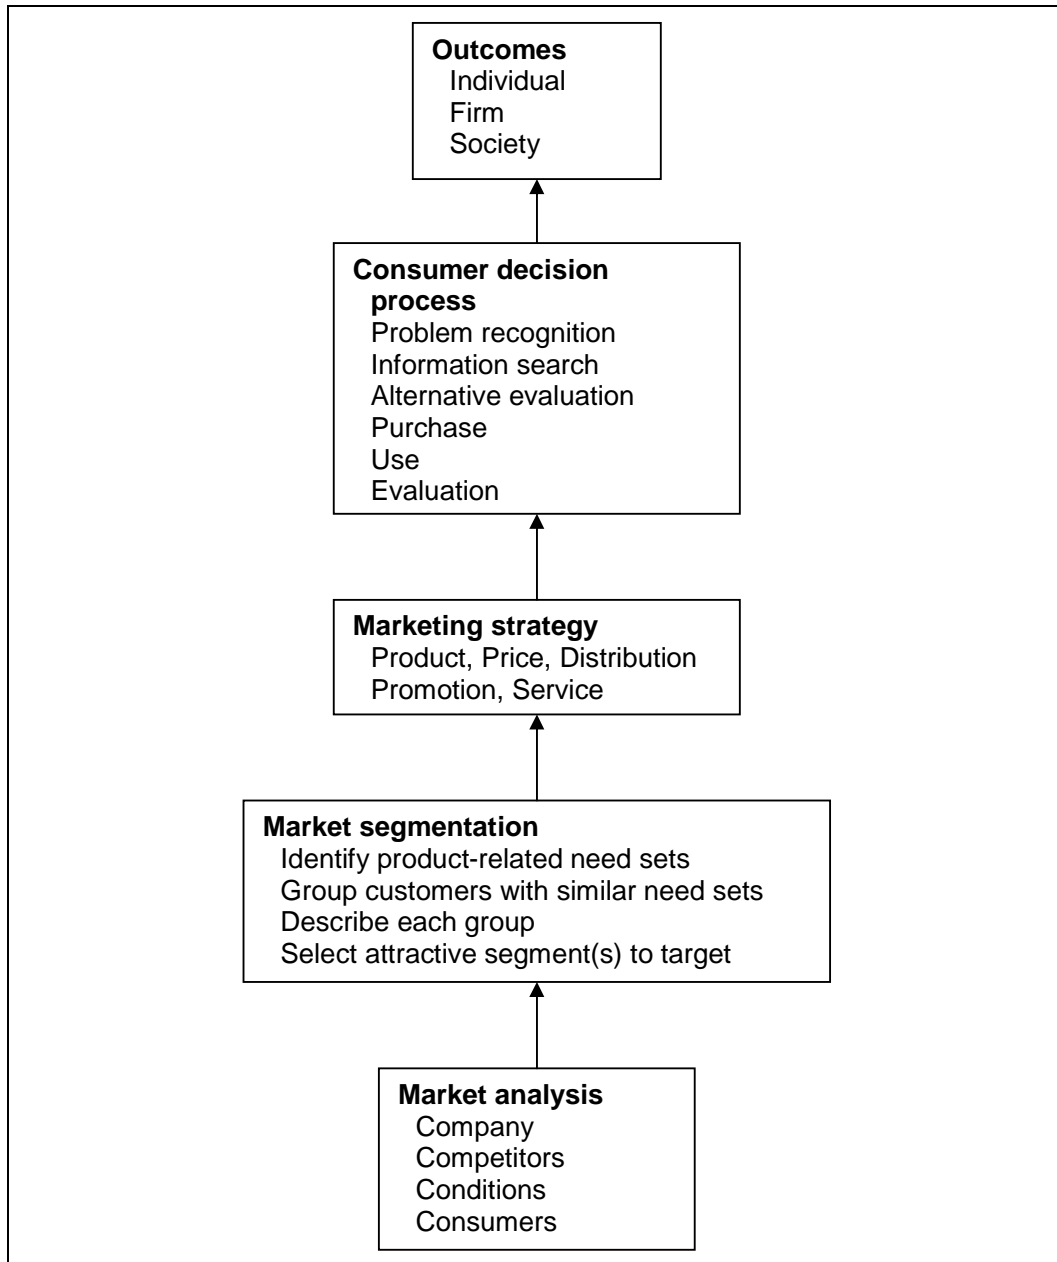 Outcomes
Individual
Firm
Society
Consumer decision
process
Problem recognition
Information search
Alternative evaluation
Purchase
Use
Evaluation
Marketing strategy
Product, Price, Distribution
Promotion, Service
Market segmentation
Identify product-related need sets
Group customers with similar need sets
Describe each group
Select attractive segment(s) to target
Market analysis
Company
Competitors
Conditions
Consumers